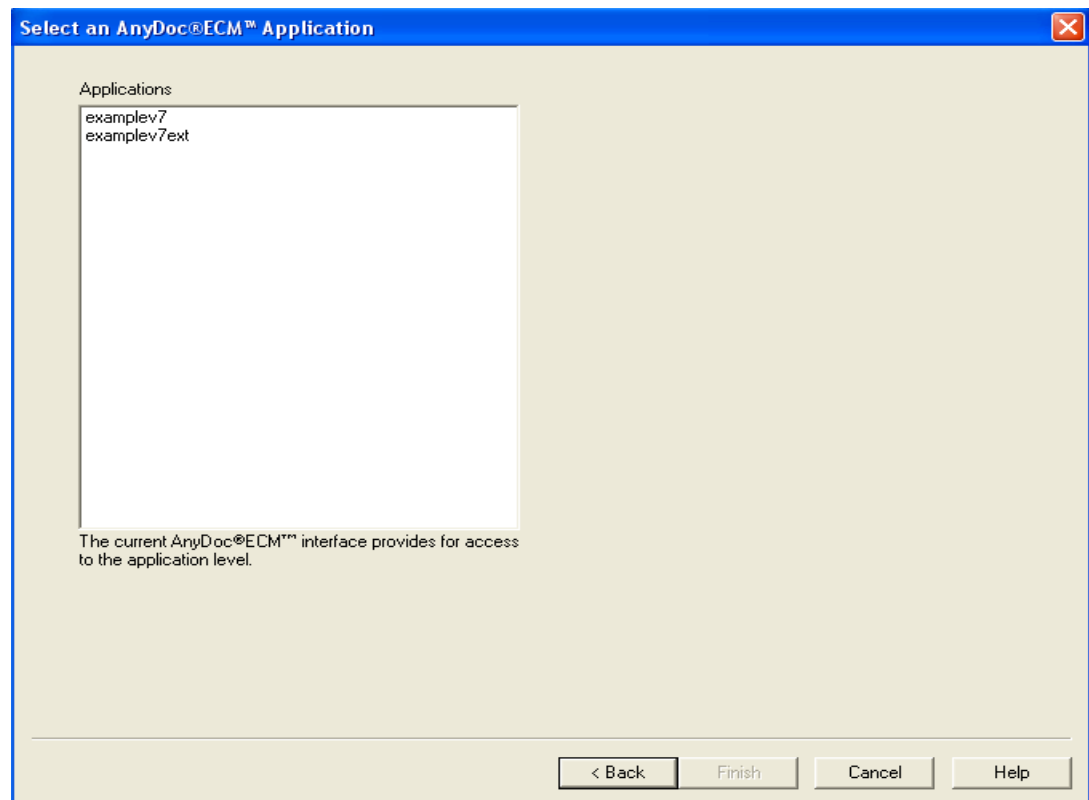 Select an AnyDoc®ECM™ Application
Applications
examplev7
examplev7ext
The current AnyDoc®ECM™ interface provides for access
to the application level.
< Back
Finish
Cancel
Help